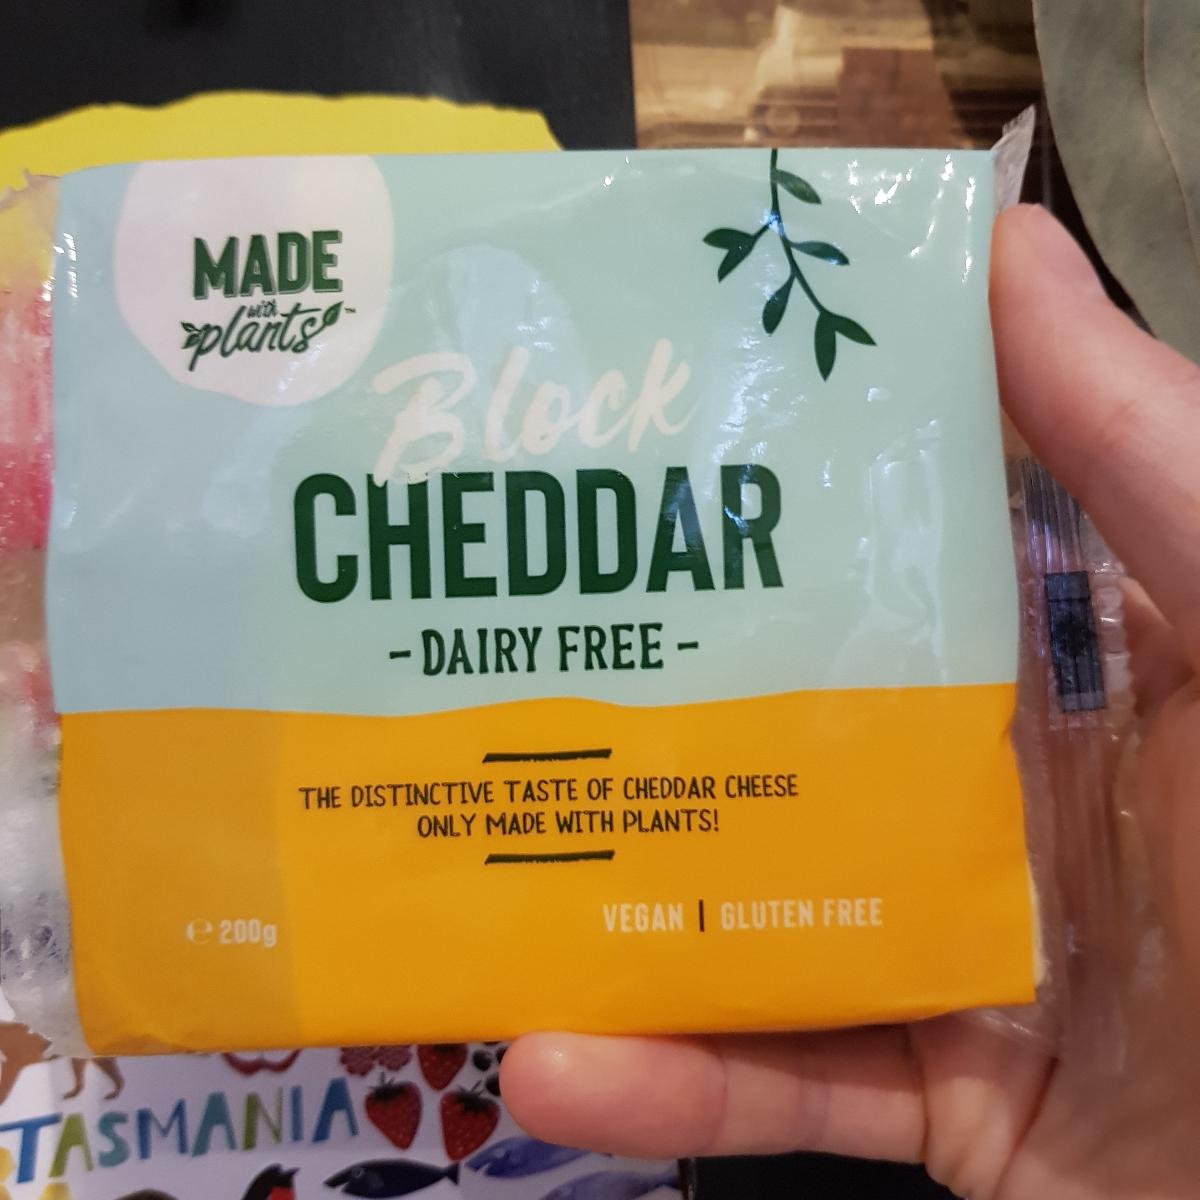 MADE
with
plants™
Block
CHEDDAR
- DAIRY FREE -
THE DISTINCTIVE TASTE OF CHEDDAR CHEESE
ONLY MADE WITH PLANTS!
℮ 200g
VEGAN | GLUTEN FREE
TASMANIA